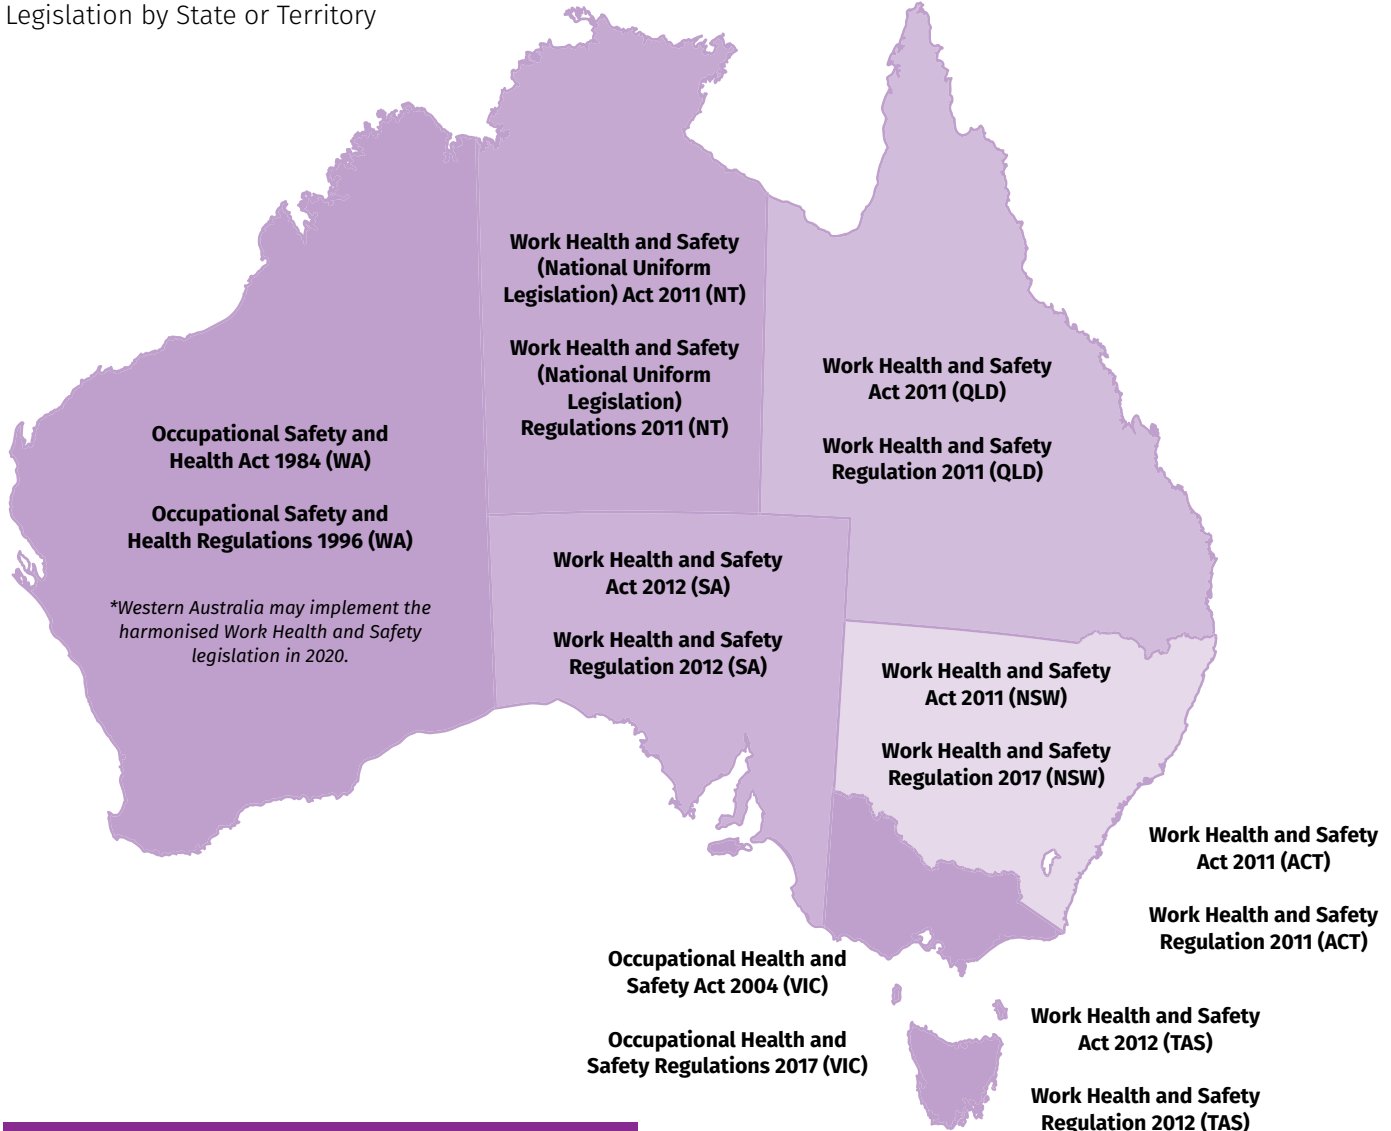 Legislation by State or Territory
Work Health and Safety
(National Uniform
Legislation) Act 2011 (NT)
Work Health and Safety
(National Uniform
Legislation)
Regulations 2011 (NT)
Work Health and Safety
Act 2011 (QLD)
Work Health and Safety
Regulation 2011 (QLD)
Occupational Safety and
Health Act 1984 (WA)
Occupational Safety and
Health Regulations 1996 (WA)
*Western Australia may implement the
harmonised Work Health and Safety
legislation in 2020.
Work Health and Safety
Act 2012 (SA)
Work Health and Safety
Regulation 2012 (SA)
Work Health and Safety
Act 2011 (NSW)
Work Health and Safety
Regulation 2017 (NSW)
Work Health and Safety
Act 2011 (ACT)
Work Health and Safety
Regulation 2011 (ACT)
Occupational Health and
Safety Act 2004 (VIC)
Occupational Health and
Safety Regulations 2017 (VIC)
Work Health and Safety
Act 2012 (TAS)
Work Health and Safety
Regulation 2012 (TAS)